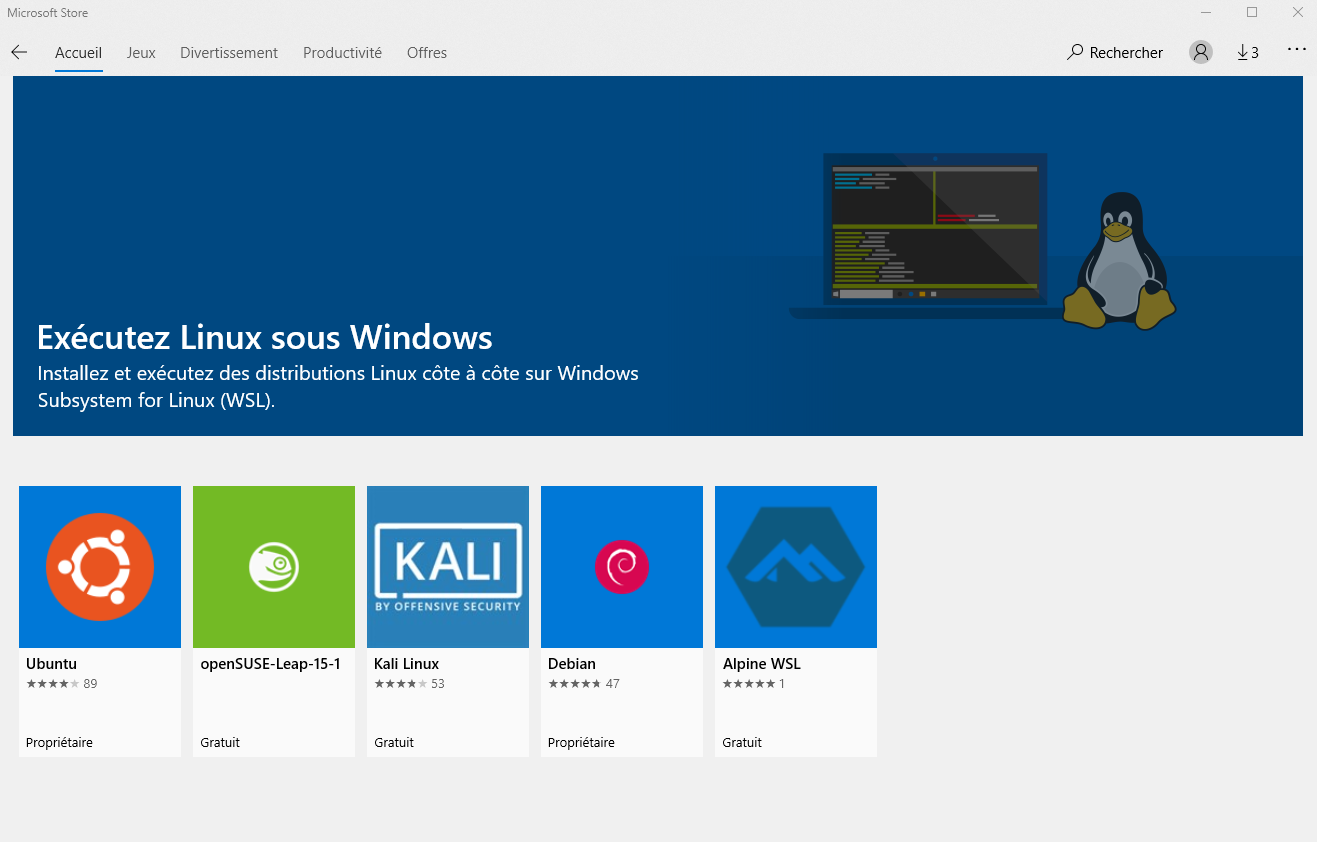 Microsoft Store
Accueil Jeux Divertissement Productivité Offres Rechercher 3
Exécutez Linux sous Windows
Installez et exécutez des distributions Linux côte à côte sur Windows
Subsystem for Linux (WSL).
KALI
BY OFFENSIVE SECURITY
Ubuntu openSUSE-Leap-15-1 Kali Linux Debian Alpine WSL
89 53 47 1
Propriétaire Gratuit Gratuit Propriétaire Gratuit